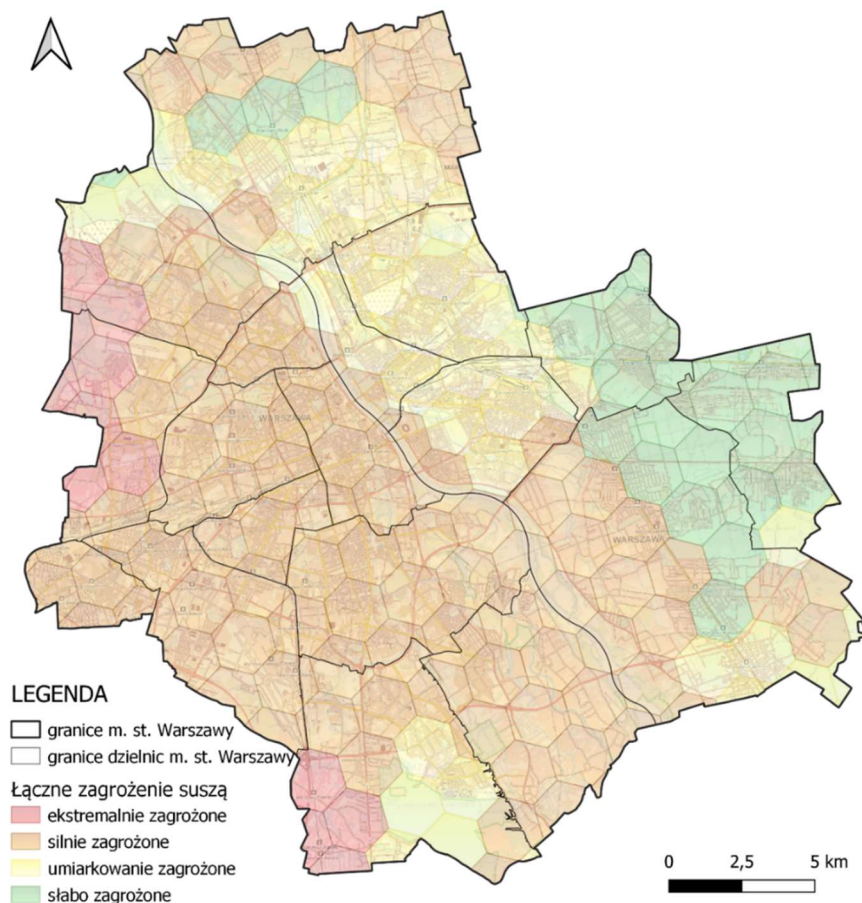 WARSZAWA
WARSZAWA
LEGENDA
granice m. st. Warszawy
granice dzielnic m. st. Warszawy
Łączne zagrożenie suszą
ekstremalnie zagrożone
silnie zagrożone
umiarkowanie zagrożone
słabo zagrożone
0 2,5 5 km